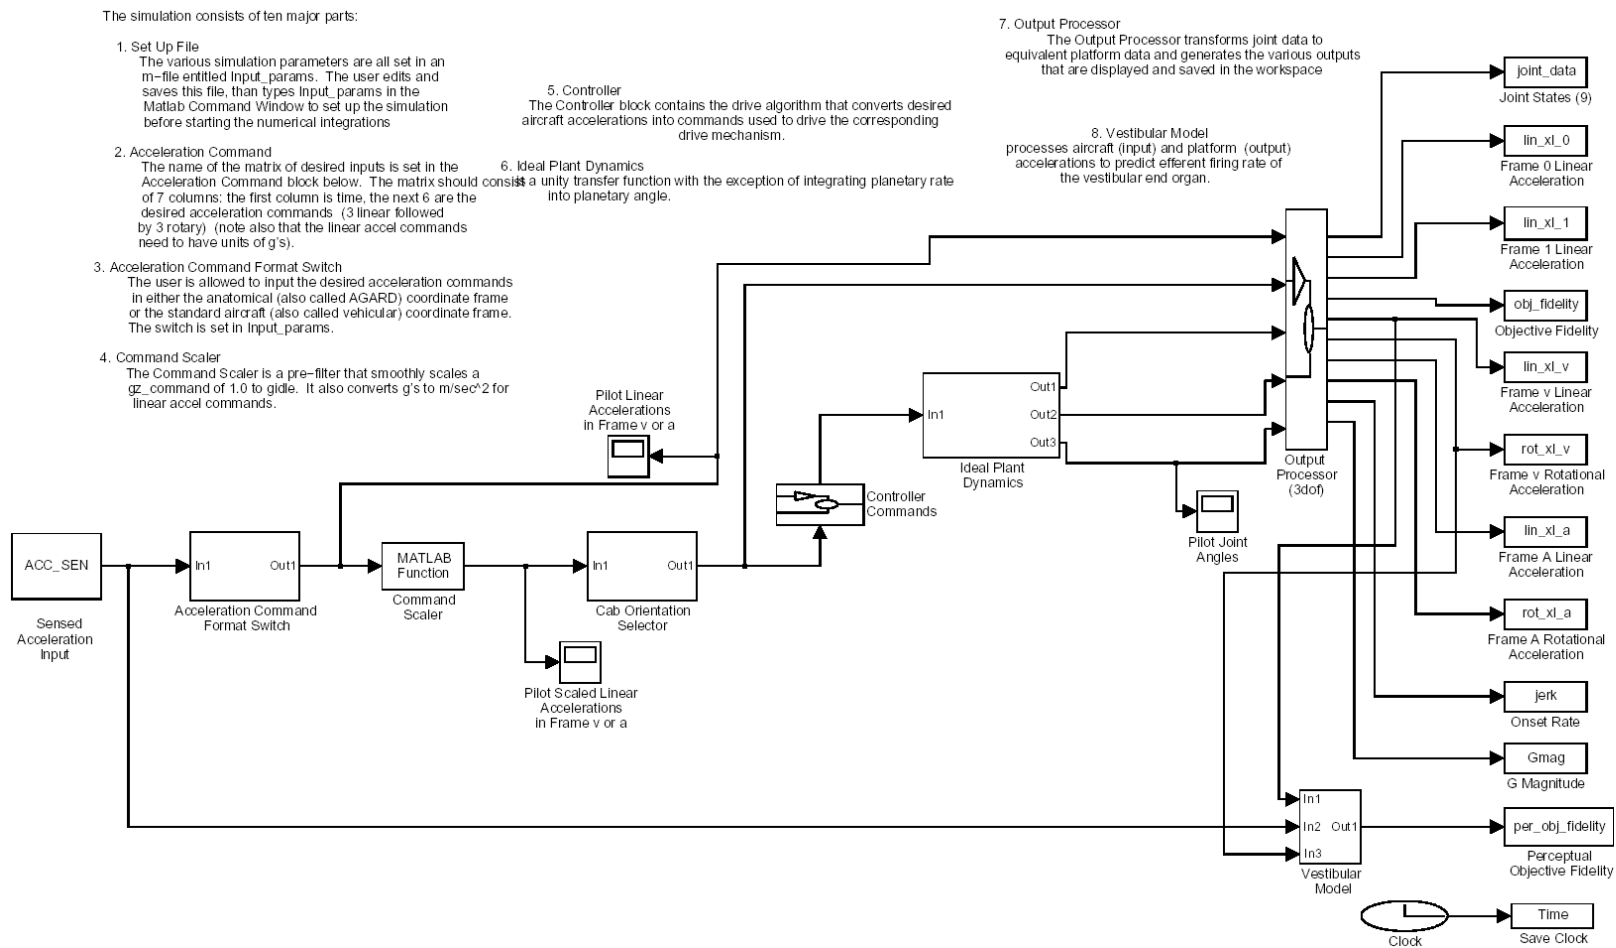 The simulation consists of ten major parts:
1. Set Up File
The various simulation parameters are all set in an
m-file entitled Input_params. The user edits and
saves this file, than types Input_params in the
Matlab Command Window to set up the simulation
before starting the numerical integrations
2. Acceleration Command
The name of the matrix of desired inputs is set in the
Acceleration Command block below. The matrix should consist
of 7 columns: the first column is time, the next 6 are the
desired acceleration commands (3 linear followed
by 3 rotary) (note also that the linear accel commands
need to have units of g's).
3. Acceleration Command Format Switch
The user is allowed to input the desired acceleration commands
in either the anatomical (also called AGARD) coordinate frame
or the standard aircraft (also called vehicular) coordinate frame.
The switch is set in Input_params.
4. Command Scaler
The Command Scaler is a pre-filter that smoothly scales a
gz_command of 1.0 to gidle. It also converts g's to m/sec^2 for
linear accel commands.
5. Controller
The Controller block contains the drive algorithm that converts desired
aircraft accelerations into commands used to drive the corresponding
drive mechanism.
6. Ideal Plant Dynamics
is a unity transfer function with the exception of integrating planetary rate
into planetary angle.
7. Output Processor
The Output Processor transforms joint data to
equivalent platform data and generates the various outputs
that are displayed and saved in the workspace
8. Vestibular Model
processes aircraft (input) and platform (output)
accelerations to predict efferent firing rate of
the vestibular end organ.
ACC_SEN
Sensed
Acceleration
Input
In1
Out1
Acceleration Command
Format Switch
Pilot Linear
Accelerations
in Frame v or a
MATLAB
Function
Command
Scaler
Pilot Scaled Linear
Accelerations
in Frame v or a
In1
Out1
Cab Orientation
Selector
Controller
Commands
In1
Out1
Out2
Out3
Ideal Plant
Dynamics
Pilot Joint
Angles
Output
Processor
(3dof)
joint_data
Joint States (9)
lin_xl_0
Frame 0 Linear
Acceleration
lin_xl_1
Frame 1 Linear
Acceleration
obj_fidelity
Objective Fidelity
lin_xl_v
Frame v Linear
Acceleration
rot_xl_v
Frame v Rotational
Acceleration
lin_xl_a
Frame A Linear
Acceleration
rot_xl_a
Frame A Rotational
Acceleration
jerk
Onset Rate
Gmag
G Magnitude
In1
In2
In3
Out1
Vestibular
Model
per_obj_fidelity
Perceptual
Objective Fidelity
Clock
Time
Save Clock